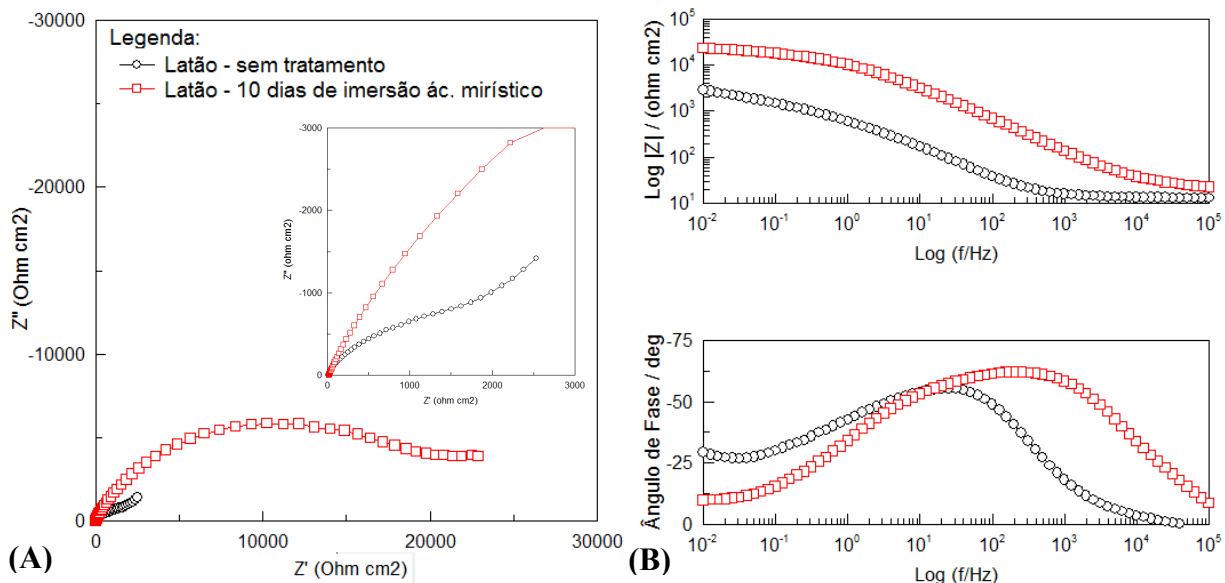 -30000
-20000
-10000
0
Z'' (Ohm cm2)
Legenda:
Latão - sem tratamento
Latão - 10 dias de imersão ác. mirístico
-3000
-2000
-1000
0
Z'' (ohm cm2)
0 1000 2000 3000
Z' (ohm cm2)
0 10000 20000 30000
Z' (Ohm cm2)
(A)
10^5
10^4
10^3
10^2
10^1
Log |Z| / (ohm cm2)
10^-2 10^-1 10^0 10^1 10^2 10^3 10^4 10^5
Log (f/Hz)
-75
-50
-25
0
Ângulo de Fase / deg
10^-2 10^-1 10^0 10^1 10^2 10^3 10^4 10^5
Log (f/Hz)
(B)